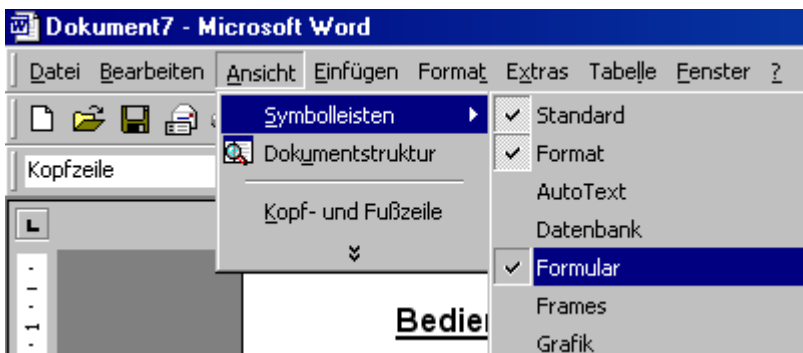 Dokument7 - Microsoft Word
Datei Bearbeiten Ansicht Einfügen Format Extras Tabelle Fenster ?
Symbolleisten
Dokumentstruktur
Kopf- und Fußzeile
Standard
Format
AutoText
Datenbank
Formular
Frames
Grafik
Kopfzeile
1